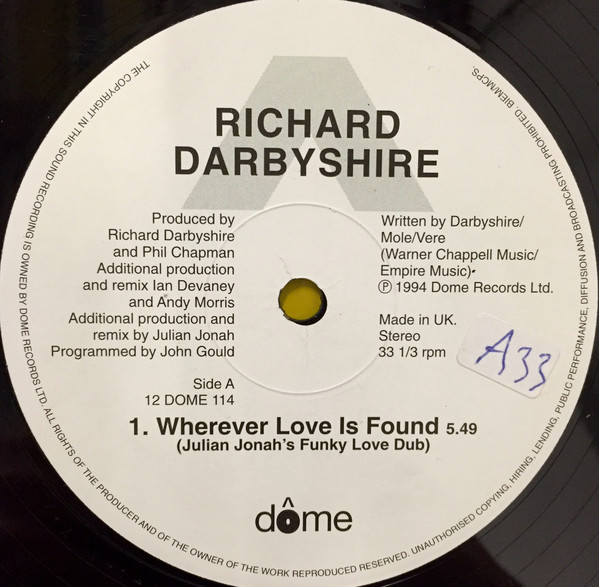 A
RICHARD
DARBYSHIRE
Produced by
Richard Darbyshire
and Phil Chapman
Additional production
and remix Ian Devaney
and Andy Morris
Additional production and
remix by Julian Jonah
Programmed by John Gould
Written by Darbyshire/
Mole/Vere
(Warner Chappell Music/
Empire Music)
Ⓟ 1994 Dome Records Ltd.
Made in UK.
Stereo
33 1/3 rpm
A33
Side A
12 DOME 114
1. Wherever Love Is Found 5.49
(Julian Jonah's Funky Love Dub)
dôme
THE COPYRIGHT IN THIS SOUND RECORDING IS OWNED BY DOME RECORDS LTD. ALL RIGHTS OF THE PRODUCER AND OF THE OWNER OF THE WORK REPRODUCED RESERVED. UNAUTHORISED COPYING, HIRING, LENDING, PUBLIC PERFORMANCE, DIFFUSION AND BROADCASTING PROHIBITED. BIEM/MCPS.